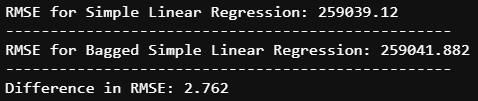 RMSE for Simple Linear Regression: 259039.12
--------------------------------------------------
RMSE for Bagged Simple Linear Regression: 259041.882
--------------------------------------------------
Difference in RMSE: 2.762